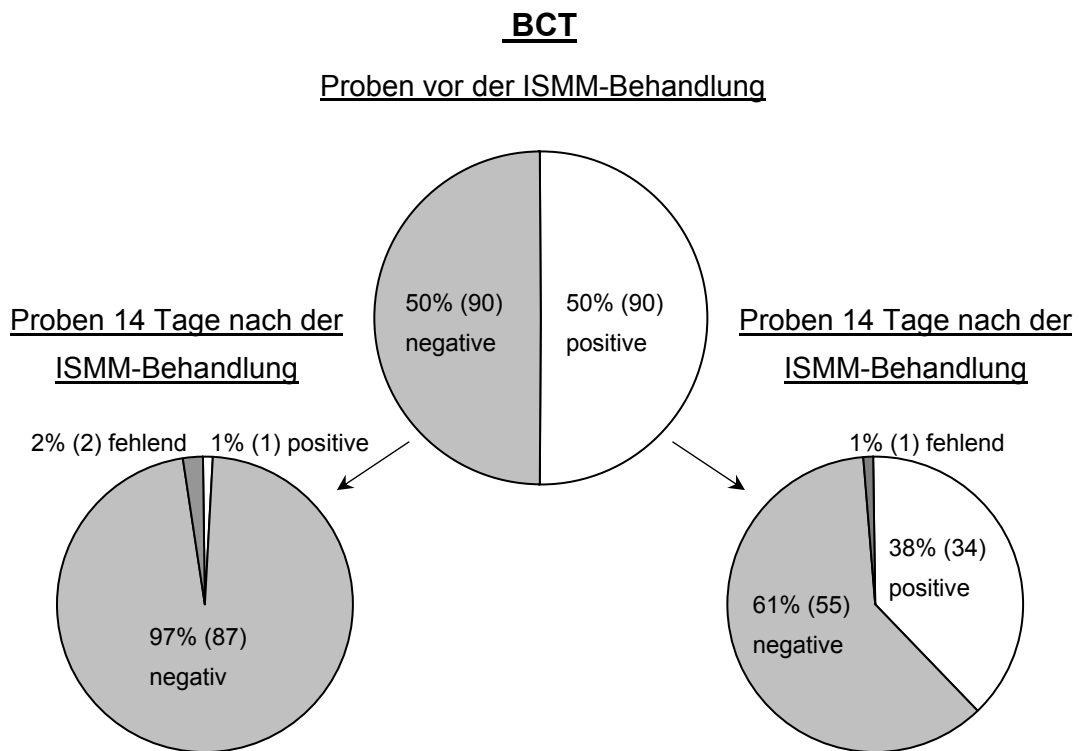 BCT
Proben vor der ISMM-Behandlung
50% (90)
negative
50% (90)
positive
Proben 14 Tage nach der
ISMM-Behandlung
2% (2) fehlend
1% (1) positive
97% (87)
negativ
Proben 14 Tage nach der
ISMM-Behandlung
1% (1) fehlend
38% (34)
positive
61% (55)
negative